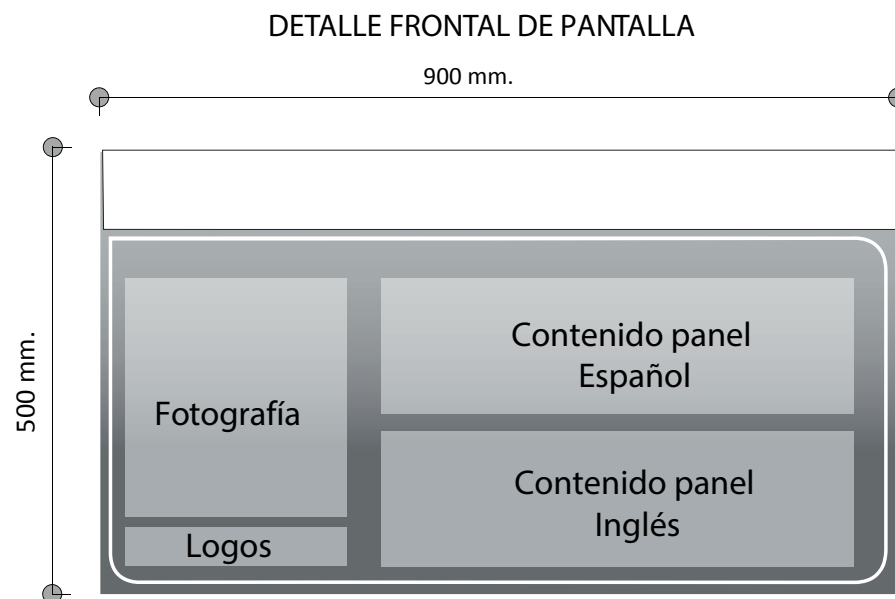 DETALLE FRONTAL DE PANTALLA
900 mm.
500 mm.
Fotografía
Logos
Contenido panel
Español
Contenido panel
Inglés